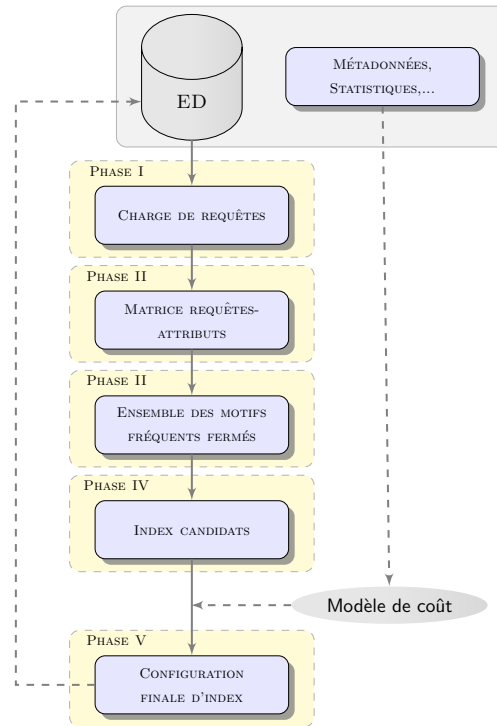 ED
Métadonnées,
Statistiques,...
Phase I
Charge de requêtes
Phase II
Matrice requêtes-
attributs
Phase II
Ensemble des motifs
fréquents fermés
Phase IV
Index candidats
Modèle de coût
Phase V
Configuration
finale d'index